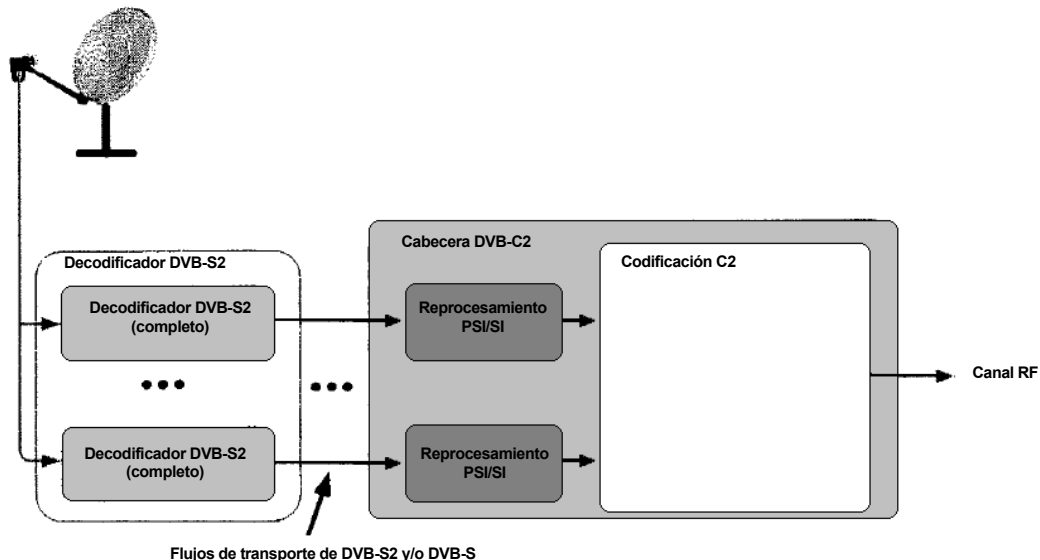 Cabecera DVB-C2
Decodificador DVB-S2
Codificación C2
Decodificador DVB-S2
(completo)
Reprocesamiento
PSI/SI
Canal RF
Decodificador DVB-S2
(completo)
Reprocesamiento
PSI/SI
Flujos de transporte de DVB-S2 y/o DVB-S